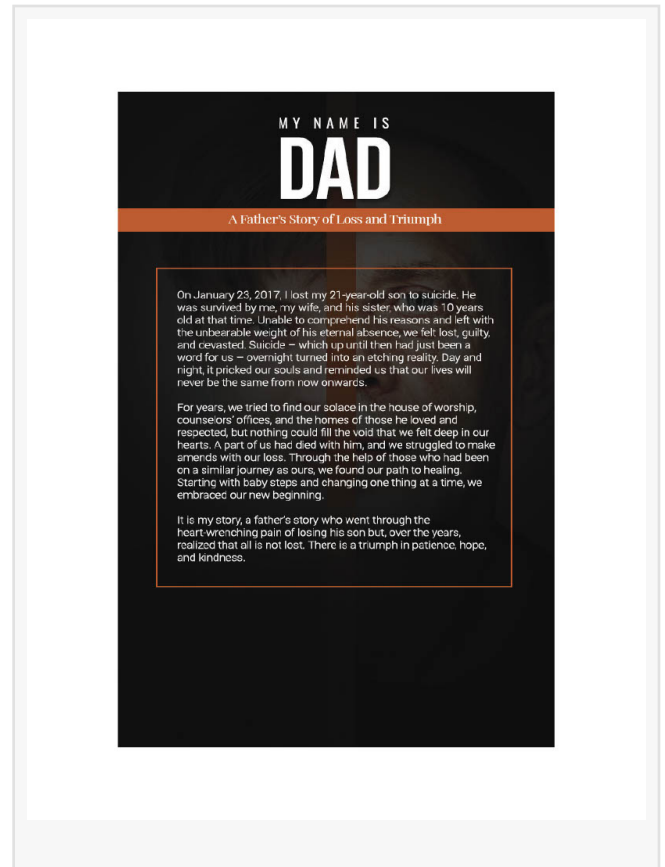 MY NAME IS
DAD
A Father's Story of Loss and Triumph
On January 23, 2017, I lost my 21-year-old son to suicide. He
was survived by me, my wife, and his sister, who was 10 years
old at that time. Unable to comprehend his reasons and left with
the unbearable weight of his eternal absence, we felt lost, guilty,
and devasted. Suicide – which up until then had just been a
word for us – overnight turned into an etching reality. Day and
night, it pricked our souls and reminded us that our lives will
never be the same from now onwards.
For years, we tried to find our solace in the house of worship,
counselors' offices, and the homes of those he loved and
respected, but nothing could fill the void that we felt deep in our
hearts. A part of us had died with him, and we struggled to make
amends with our loss. Through the help of those who had been
on a similar journey as ours, we found our path to healing.
Starting with baby steps and changing one thing at a time, we
embraced our new beginning.
It is my story, a father's story who went through the
heart-wrenching pain of losing his son but, over the years,
realized that all is not lost. There is a triumph in patience, hope,
and kindness.